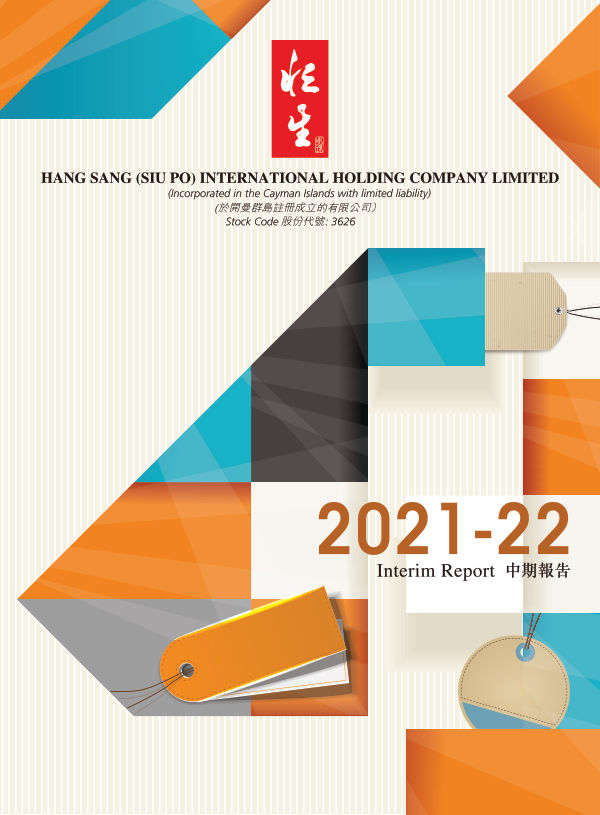 恒生
HANG SANG (SIU PO) INTERNATIONAL HOLDING COMPANY LIMITED
(Incorporated in the Cayman Islands with limited liability)
(於開曼群島註冊成立的有限公司)
Stock Code 股份代號: 3626
2021-22
Interim Report 中期報告